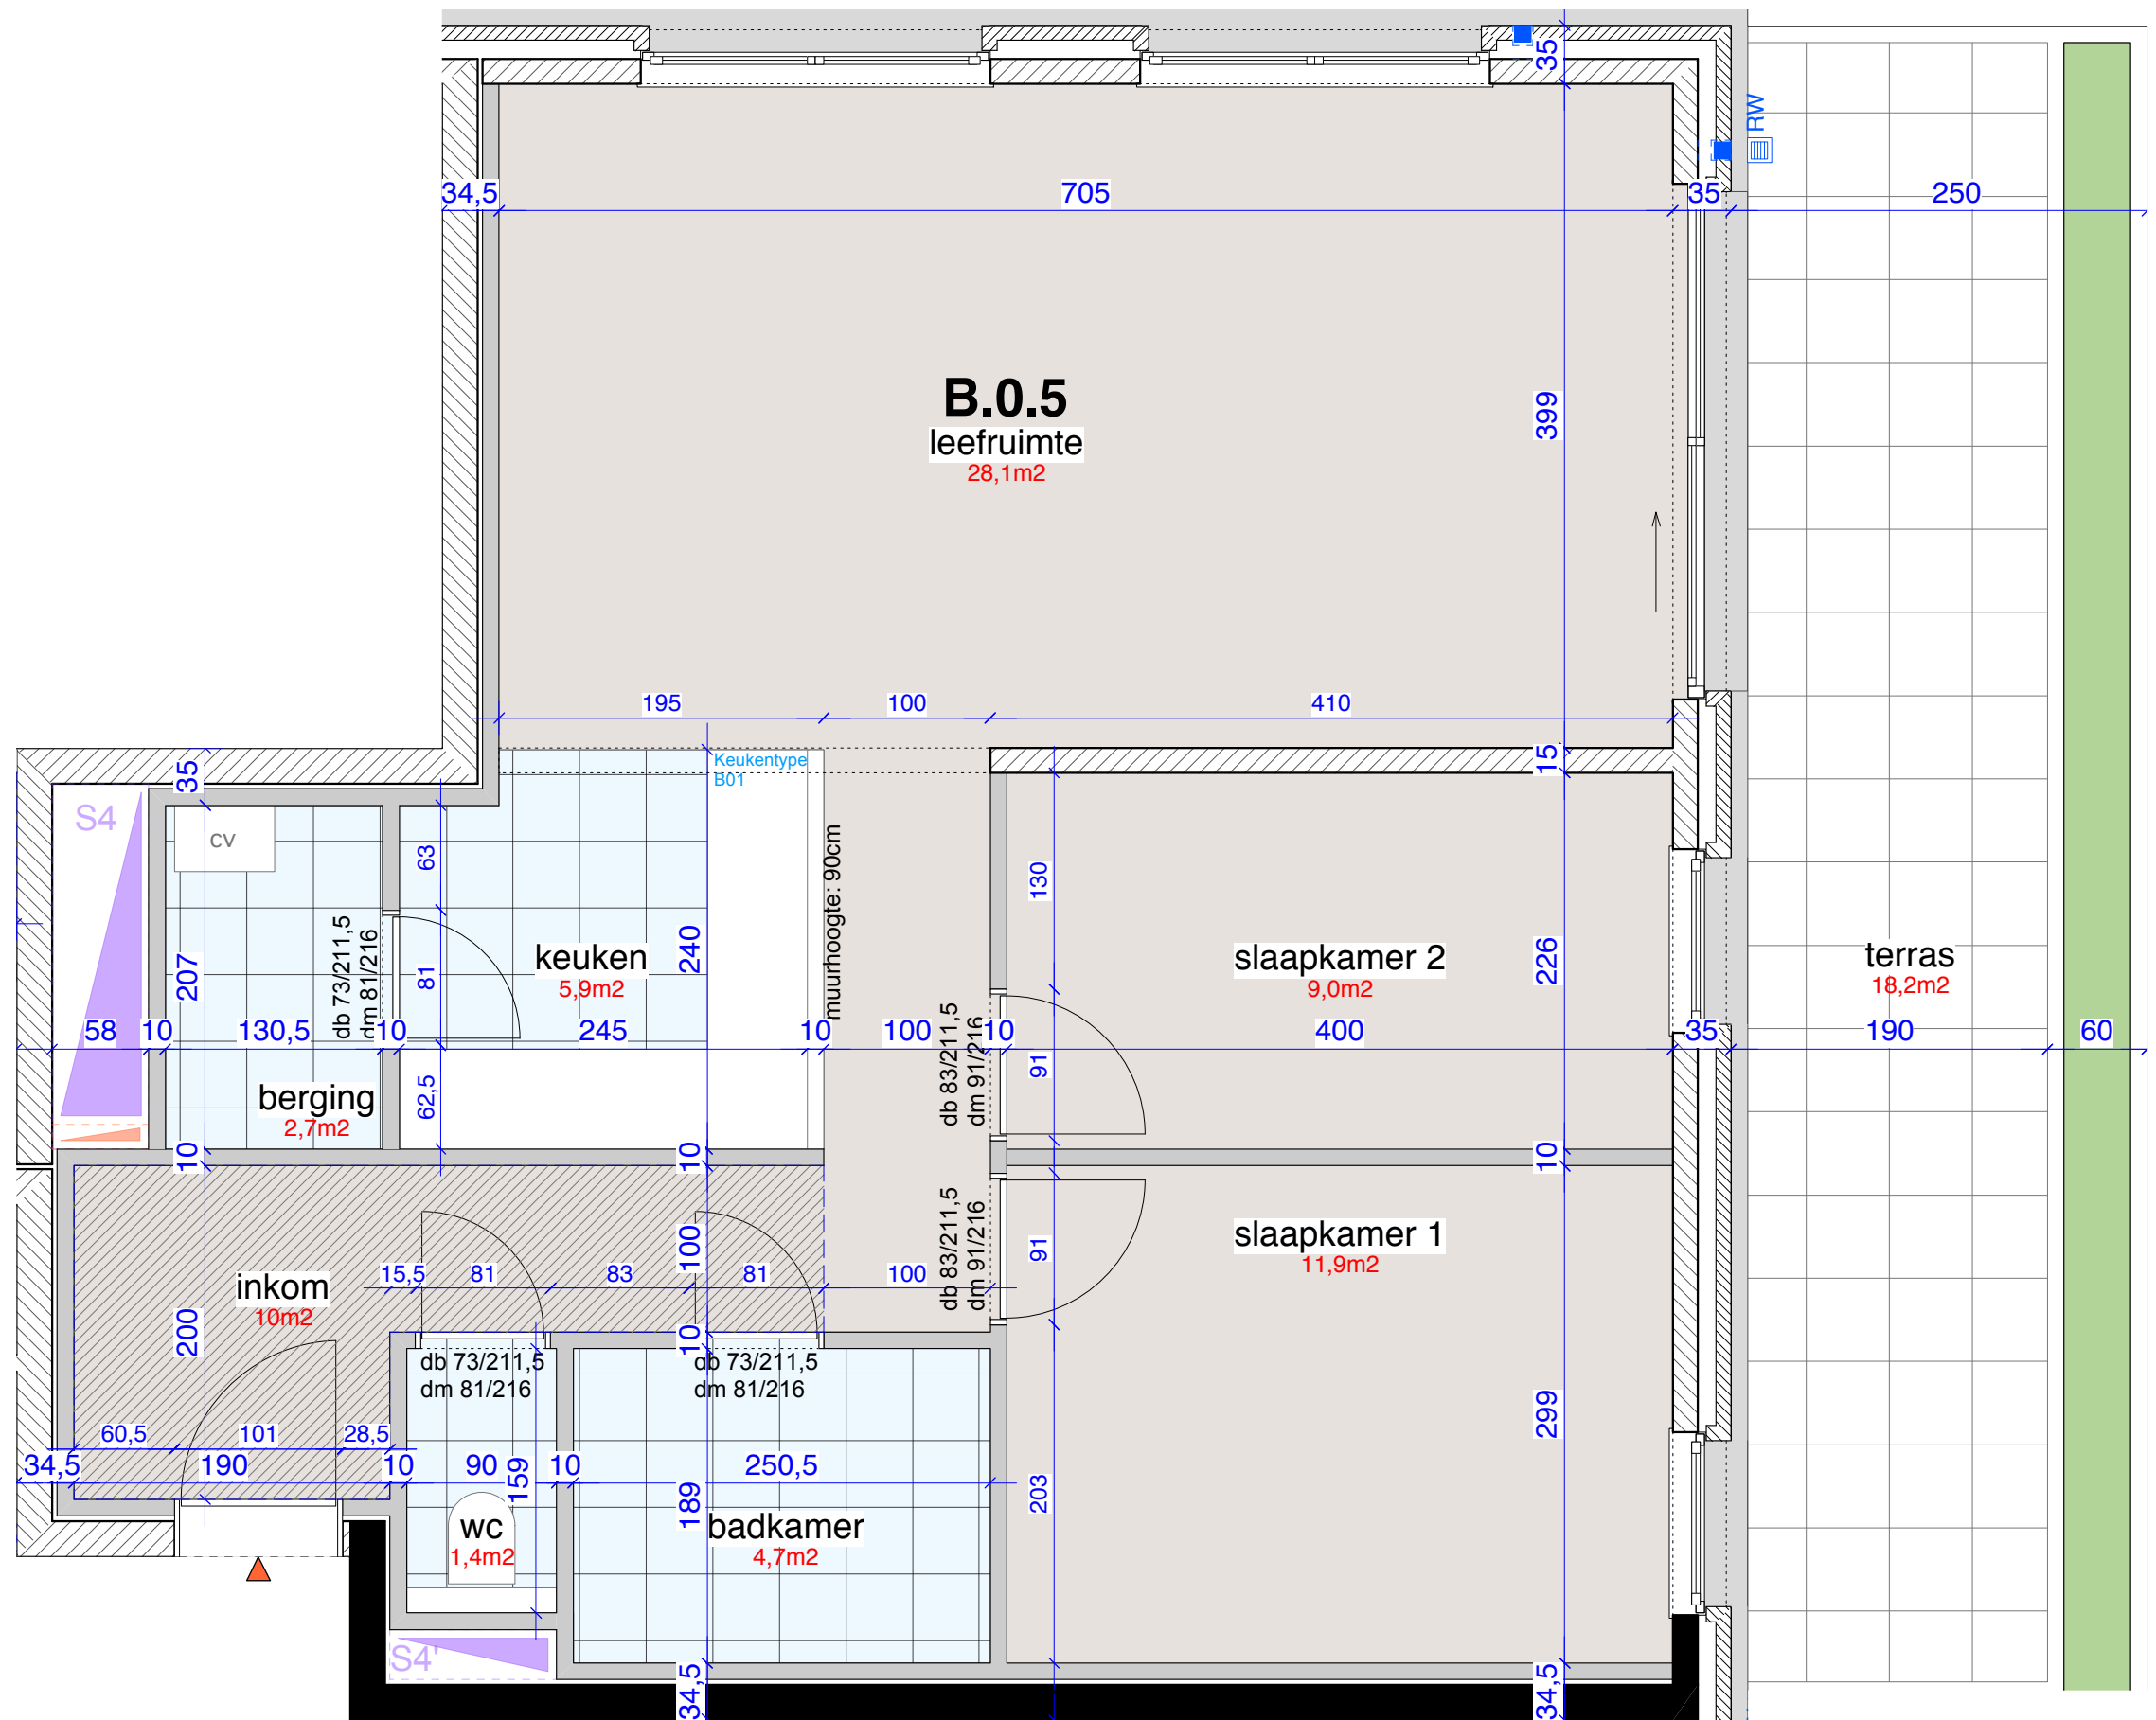 35
RW
34,5
705
35
250
B.0.5
leefruimte
28,1m2
399
195
100
410
15
Keukentype
B01
35
S4
cv
63
muurhoogte: 90cm
130
db 73/211,5
dm 81/216
207
81
keuken
5,9m2
240
slaapkamer 2
9,0m2
226
terras
18,2m2
58
10
130,5
10
245
10
100
10
400
35
190
60
db 83/211,5
dm 91/216
91
62,5
berging
2,7m2
10
10
10
db 83/211,5
dm 91/216
91
slaapkamer 1
11,9m2
100
inkom
10m2
15,5
81
83
81
100
200
10
db 73/211,5
dm 81/216
db 73/211,5
dm 81/216
299
60,5
101
28,5
34,5
190
10
90
159
10
250,5
189
203
wc
1,4m2
badkamer
4,7m2
S4'
34,5
34,5